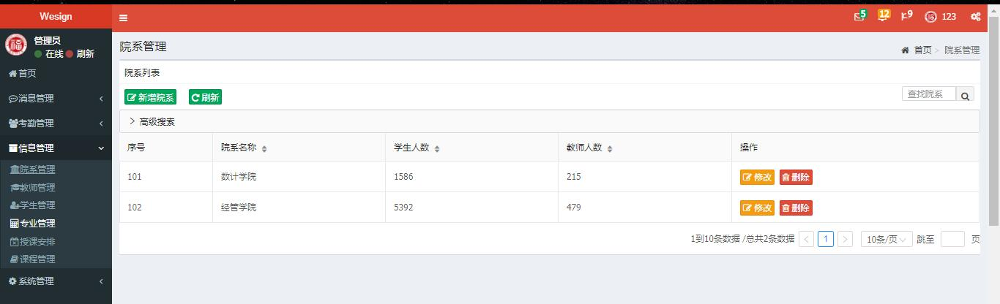 Wesign
5
12
9
123
管理员
在线 刷新
首页
消息管理
考勤管理
信息管理
院系管理
教师管理
学生管理
专业管理
授课安排
课程管理
系统管理
院系管理
首页 > 院系管理
院系列表
新增院系 刷新
查找院系
高级搜索
序号 院系名称 学生人数 教师人数 操作
101 数计学院 1586 215 修改 删除
102 经管学院 5392 479 修改 删除
1到10条数据 /总共2条数据 < 1 > 10条/页 跳至 页